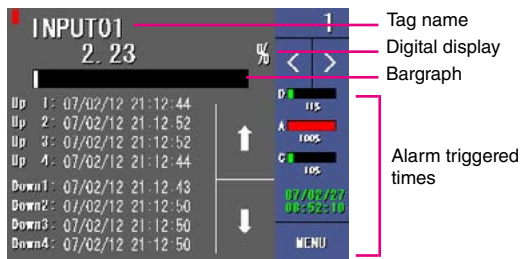 INPUT01
1
2.23 %
< >
Up 1: 07/02/12 21:12:44
Up 2: 07/02/12 21:12:52
Up 3: 07/02/12 21:12:52
Up 4: 07/02/12 21:12:44
Down1: 07/02/12 21:12:43
Down2: 07/02/12 21:12:50
Down3: 07/02/12 21:12:50
Down4: 07/02/12 21:12:50
D
11%
A
100%
C
10%
07/02/27
08:52:10
MENU
Tag name
Digital display
Bargraph
Alarm triggered
times